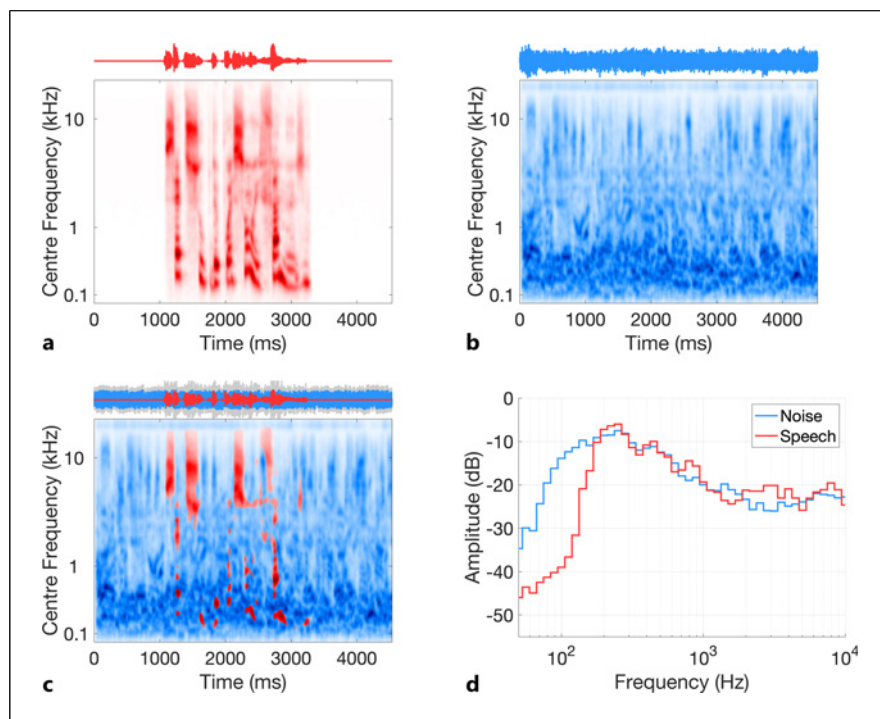 Centre Frequency (kHz)
10
1
0.1
0 1000 2000 3000 4000
Time (ms)
a
Centre Frequency (kHz)
10
1
0.1
0 1000 2000 3000 4000
Time (ms)
b
Centre Frequency (kHz)
10
1
0.1
0 1000 2000 3000 4000
Time (ms)
c
Amplitude (dB)
0
-10
-20
-30
-40
-50
Noise
Speech
10² 10³ 10⁴
Frequency (Hz)
d